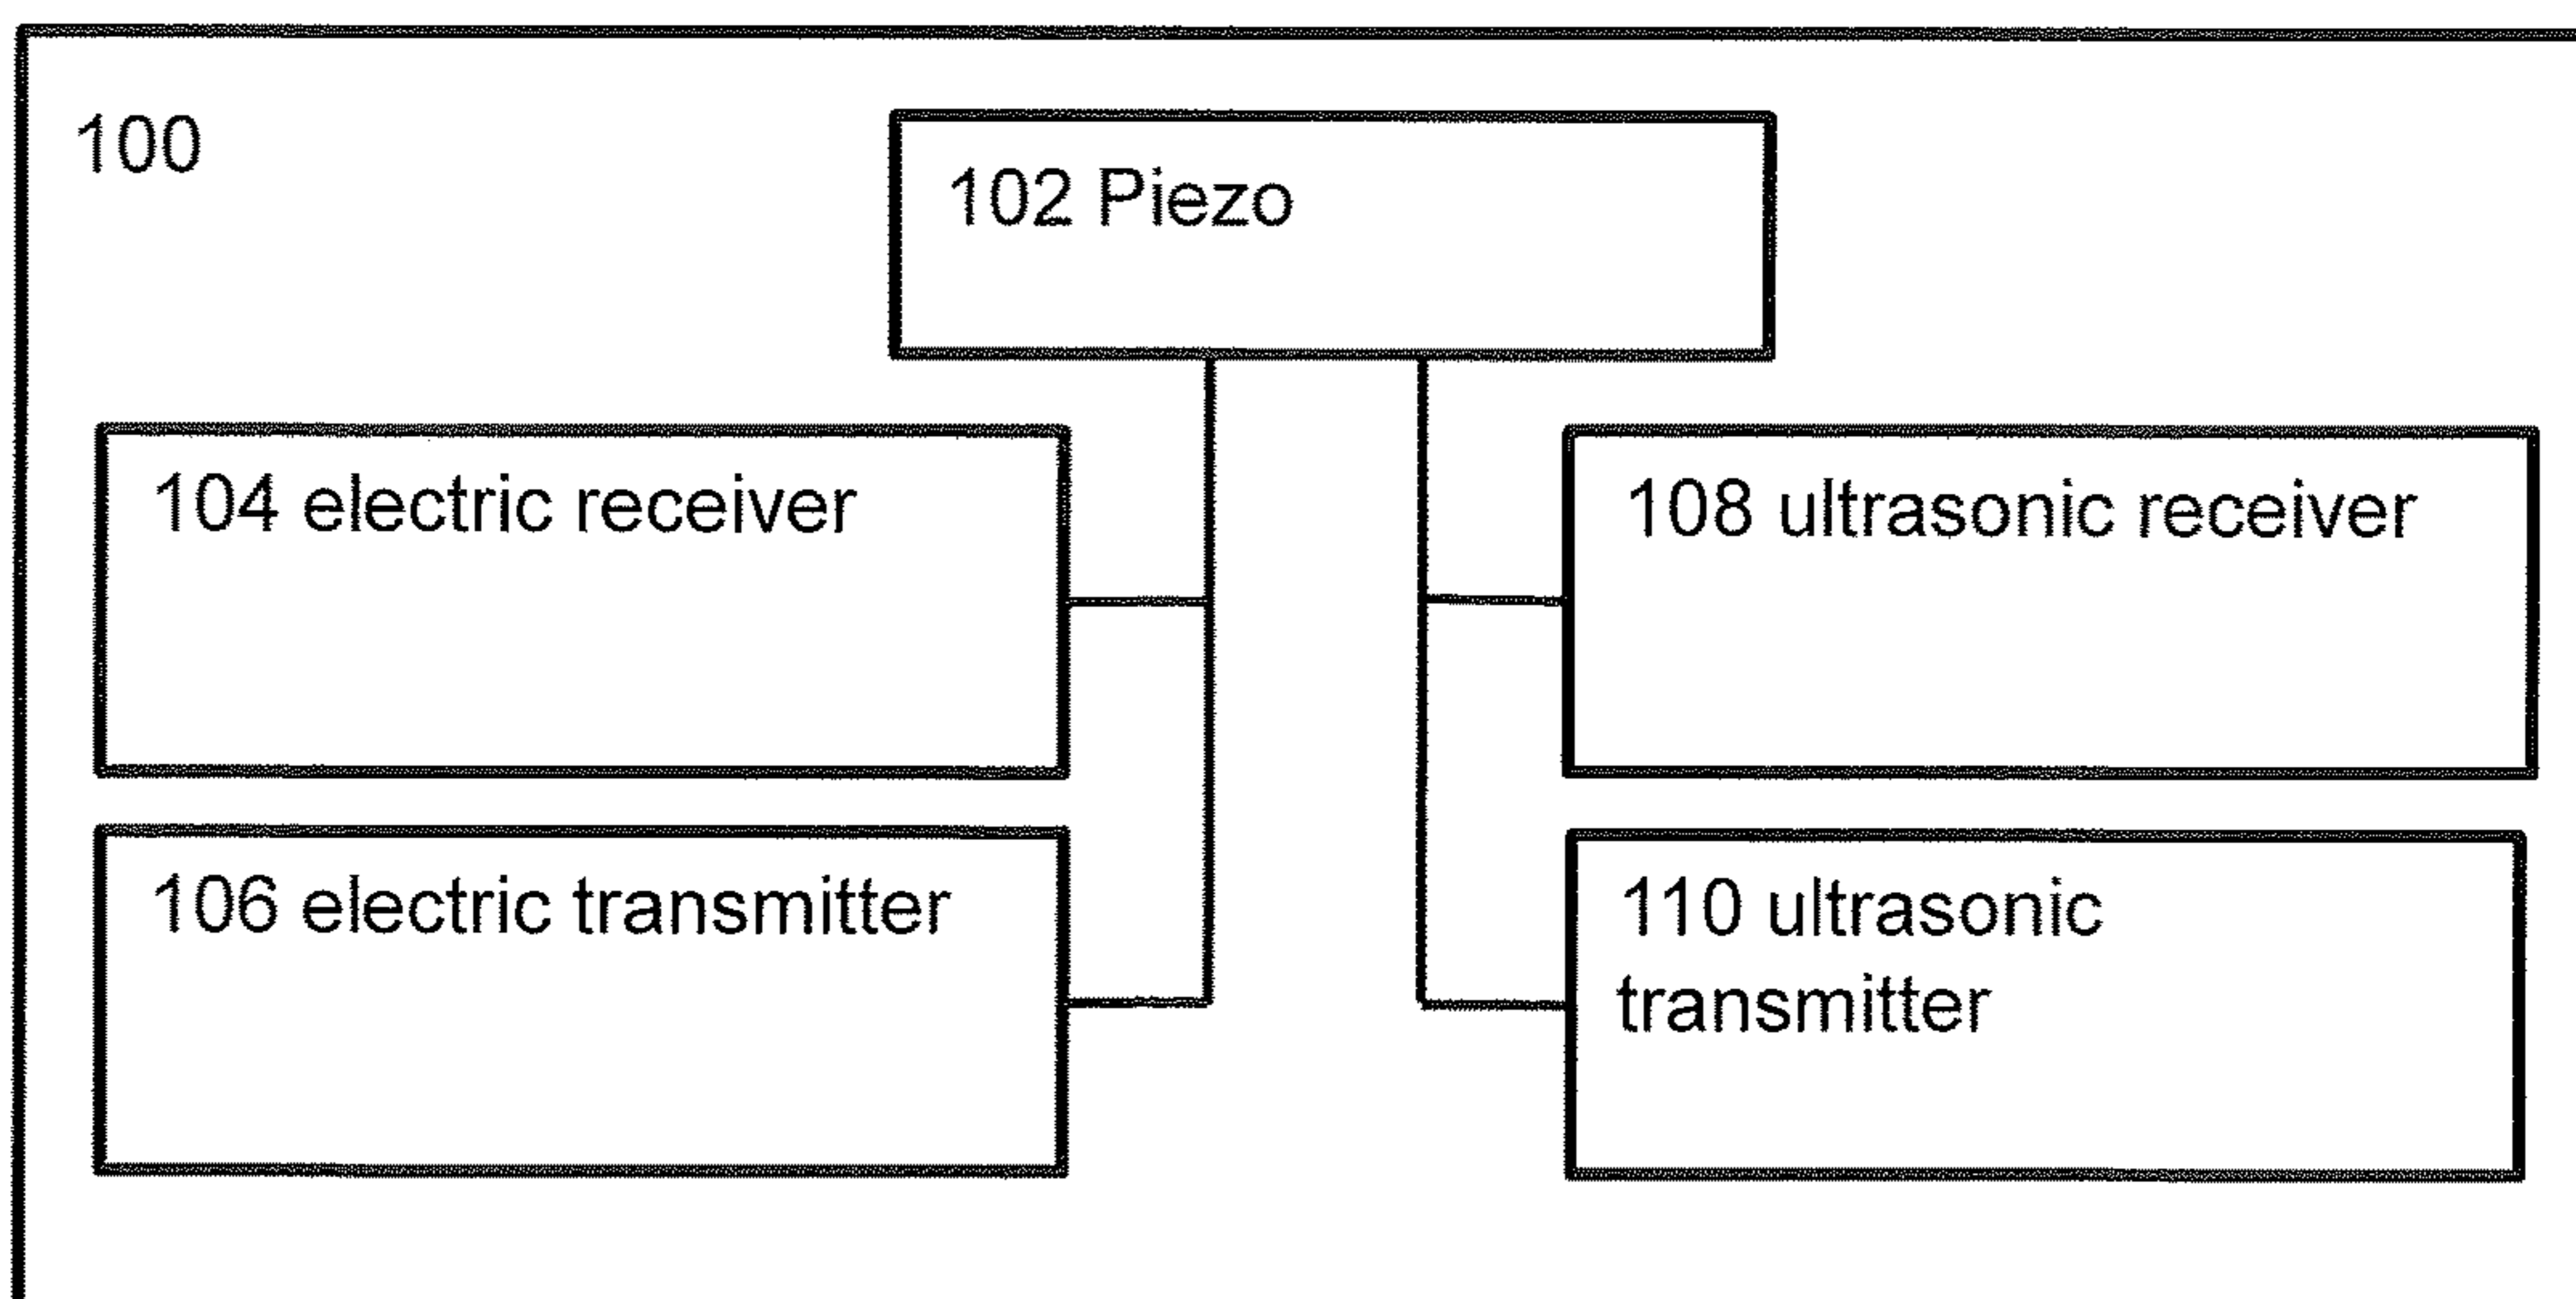 100
102 Piezo
104 electric receiver
108 ultrasonic receiver
106 electric transmitter
110 ultrasonic
transmitter